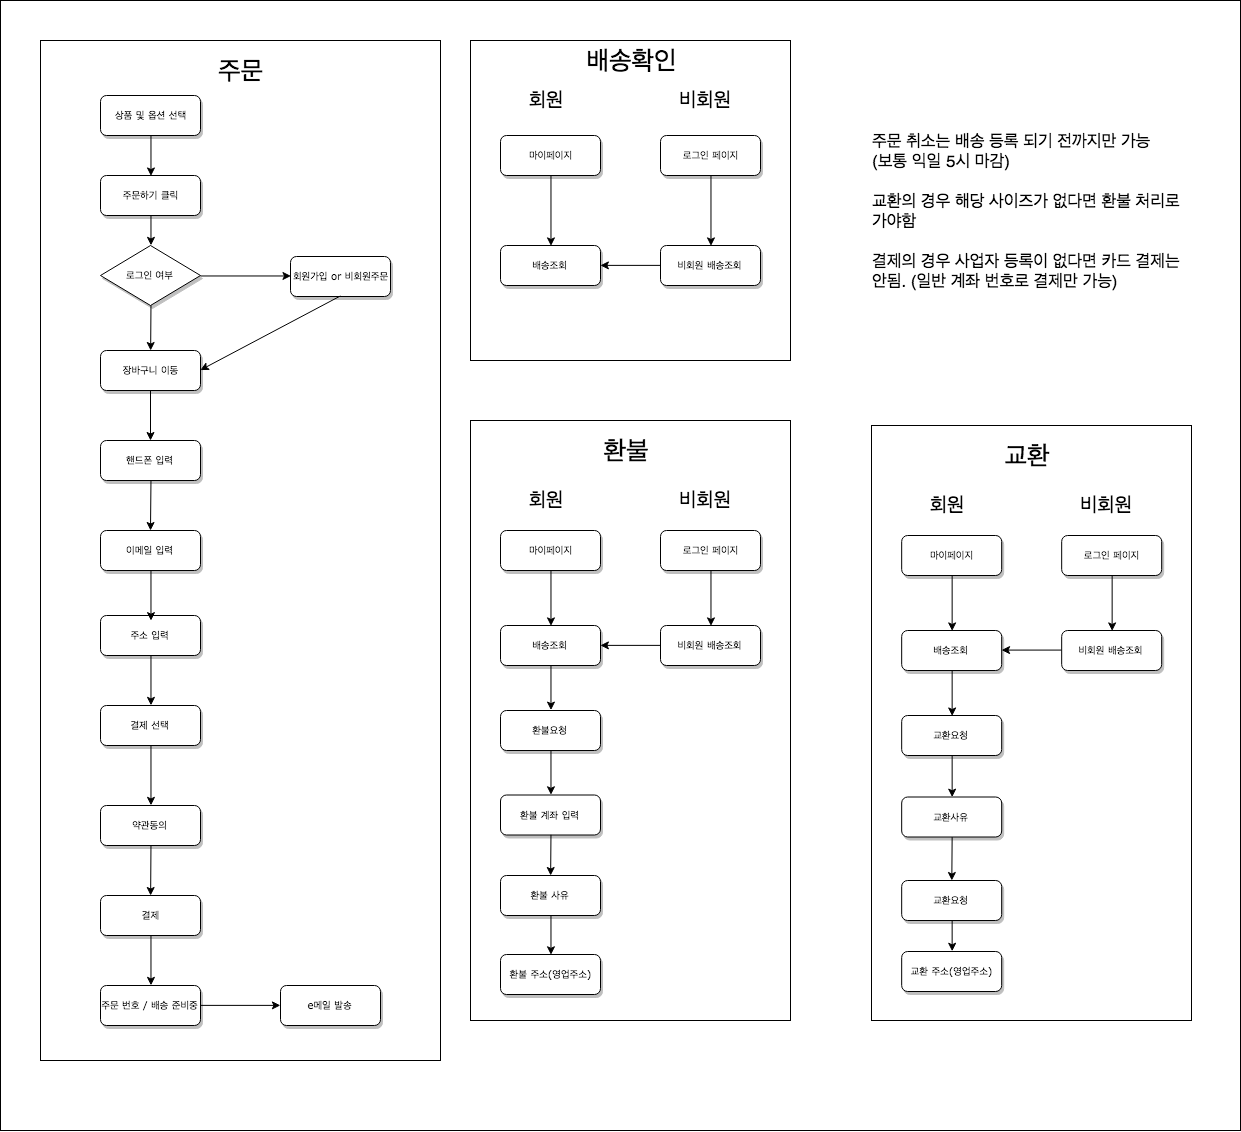 주문
상품 및 옵션 선택
주문하기 클릭
로그인 여부
회원가입 or 비회원주문
장바구니 이동
핸드폰 입력
이메일 입력
주소 입력
결제 선택
약관동의
결제
주문 번호 / 배송 준비중
e메일 발송
배송확인
회원
비회원
마이페이지
로그인 페이지
배송조회
비회원 배송조회
주문 취소는 배송 등록 되기 전까지만 가능
(보통 익일 5시 마감)
교환의 경우 해당 사이즈가 없다면 환불 처리로
가야함
결제의 경우 사업자 등록이 없다면 카드 결제는
안됨. (일반 계좌 번호로 결제만 가능)
환불
회원
비회원
마이페이지
로그인 페이지
배송조회
비회원 배송조회
환불요청
환불 계좌 입력
환불 사유
환불 주소(영업주소)
교환
회원
비회원
마이페이지
로그인 페이지
배송조회
비회원 배송조회
교환요청
교환사유
교환요청
교환 주소(영업주소)